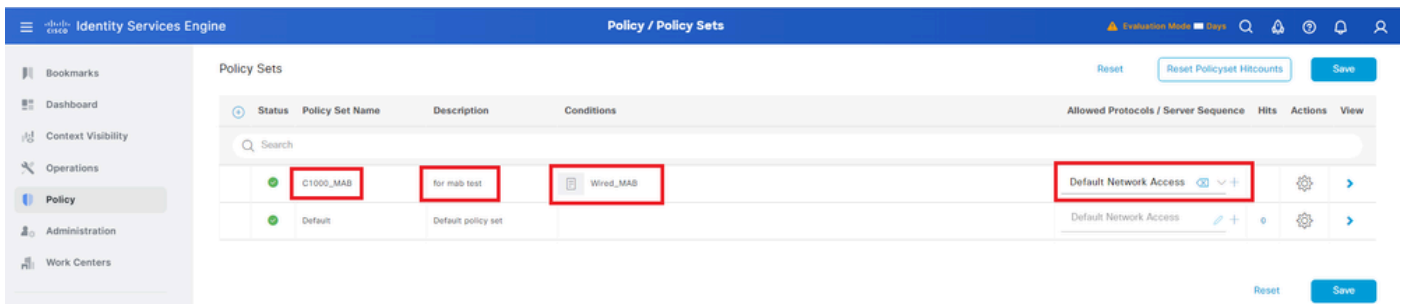 cisco Identity Services Engine
Policy / Policy Sets
Evaluation Mode Days
Bookmarks
Dashboard
Context Visibility
Operations
Policy
Administration
Work Centers
Policy Sets
Reset
Reset Policyset Hitcounts
Save
Status Policy Set Name Description Conditions Allowed Protocols / Server Sequence Hits Actions View
Search
C1000_MAB for mab test Wired_MAB Default Network Access
Default Default policy set Default Network Access 0
Reset
Save